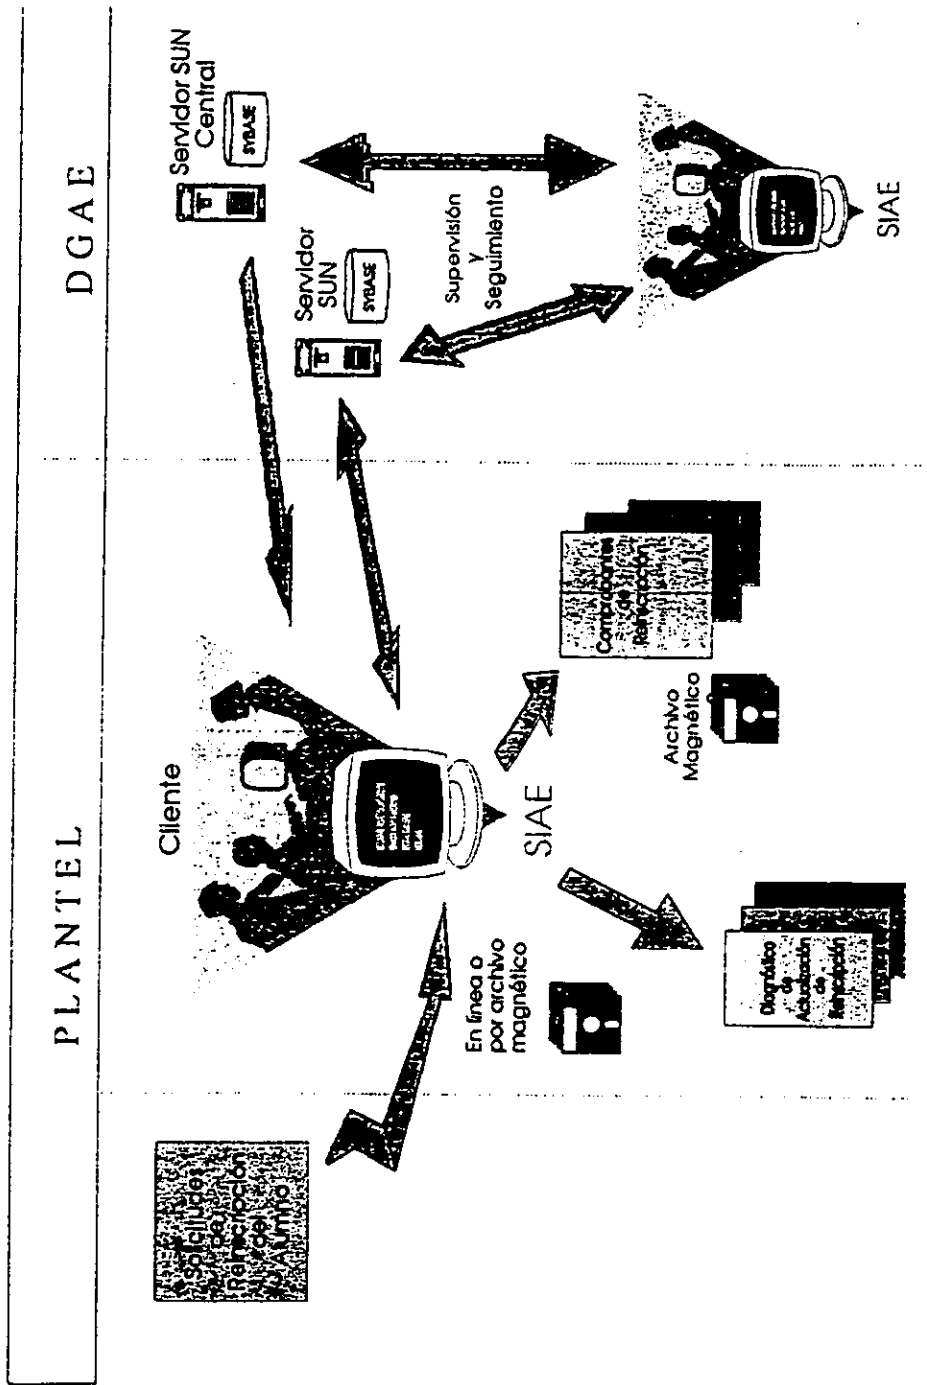 PLANTEL
DGAE
Solicitudes
de
Reinscripción
del
Alumno
Cliente
SIAE
En línea o
por archivo
magnético
Diagnóstico
de
Actualización
de
Reinscripción
Archivo
Magnético
Comprobantes
de
Reinscripción
Servidor SUN
Central
SYBASE
Servidor
SUN
SYBASE
Supervisión
y
Seguimiento
SIAE